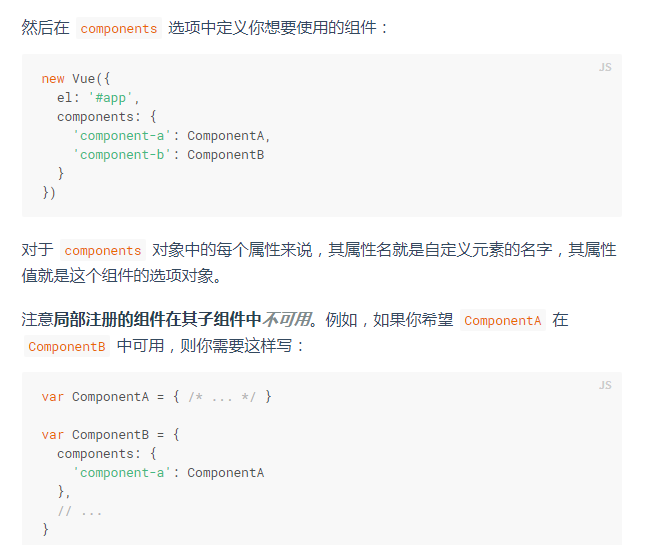 然后在 components 选项中定义你想要使用的组件：
JS
new Vue({
  el: '#app',
  components: {
    'component-a': ComponentA,
    'component-b': ComponentB
  }
})
对于 components 对象中的每个属性来说，其属性名就是自定义元素的名字，其属性
值就是这个组件的选项对象。
注意局部注册的组件在其子组件中不可用。例如，如果你希望 ComponentA 在
ComponentB 中可用，则你需要这样写：
JS
var ComponentA = { /* ... */ }
var ComponentB = {
  components: {
    'component-a': ComponentA
  },
  // ...
}